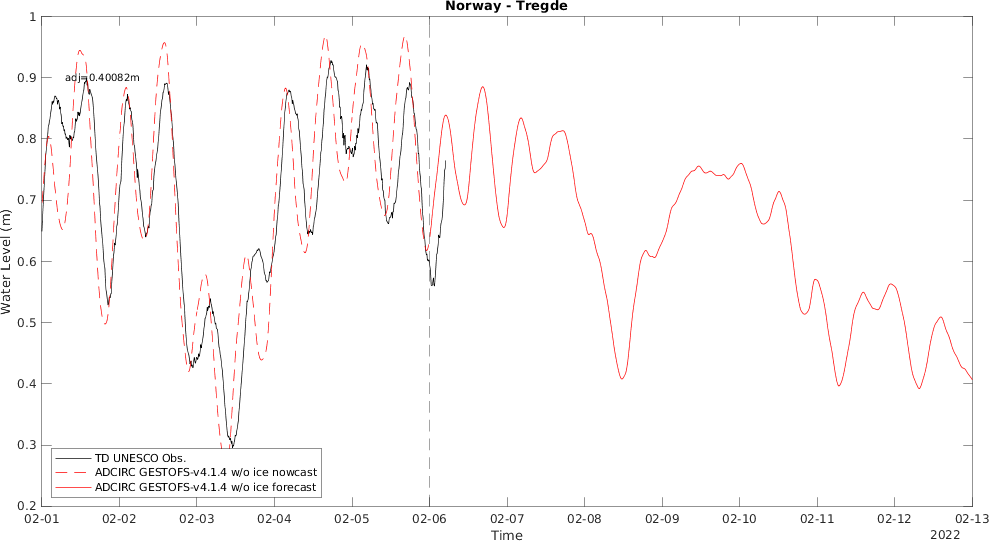 Norway - Tregde
Water Level (m)
1
0.9
0.8
0.7
0.6
0.5
0.4
0.3
0.2
adj=0.40082m
TD UNESCO Obs.
ADCIRC GESTOFS-v4.1.4 w/o ice nowcast
ADCIRC GESTOFS-v4.1.4 w/o ice forecast
02-01 02-02 02-03 02-04 02-05 02-06 02-07 02-08 02-09 02-10 02-11 02-12 02-13
Time
2022